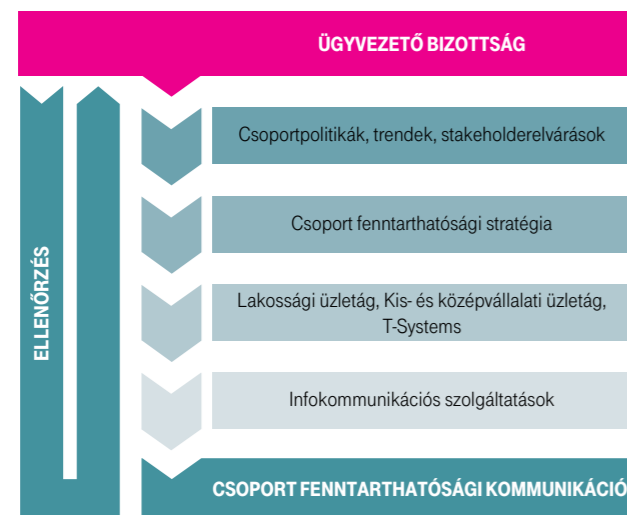 ÜGYVEZETŐ BIZOTTSÁG
Csoportpolitikák, trendek, stakeholderelvárások
Csoport fenntarthatósági stratégia
Lakossági üzletág, Kis- és középvállalati üzletág,
T-Systems
Infokommunikációs szolgáltatások
CSOPORT FENNTARTHATÓSÁGI KOMMUNIKÁCIÓ
ELLENŐRZÉS